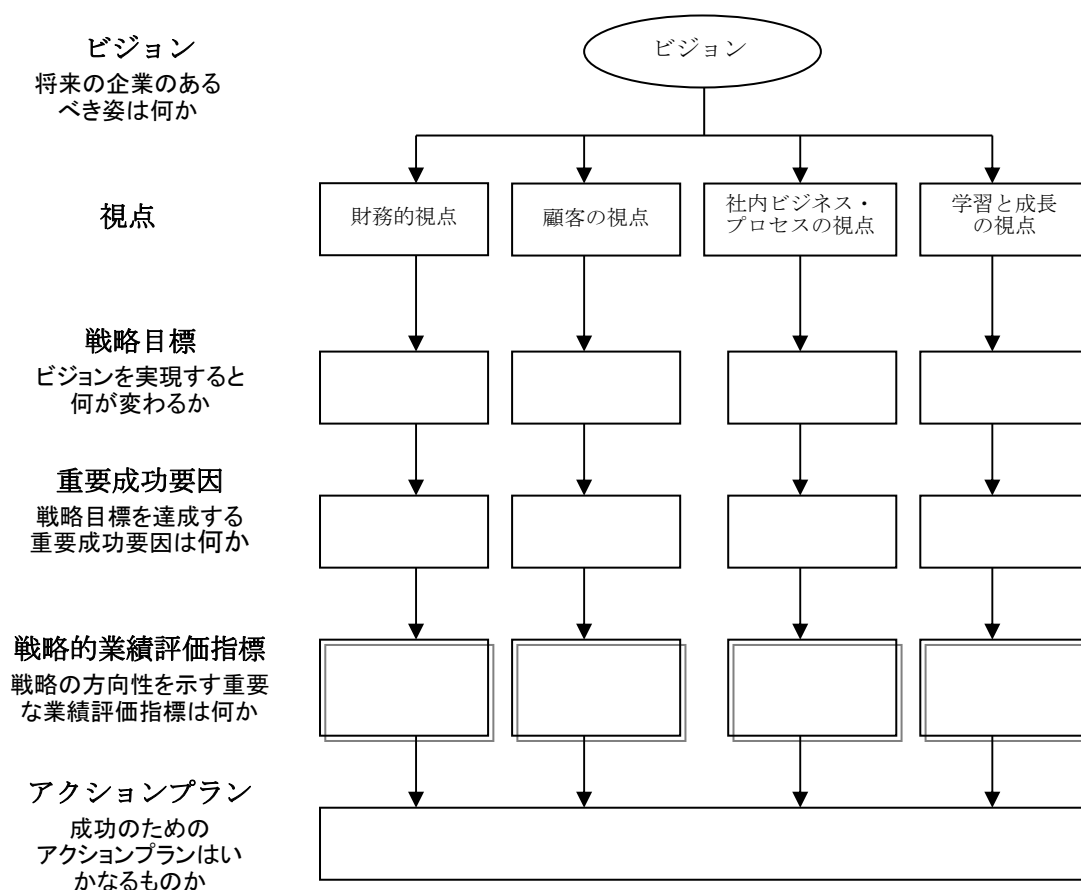 ビジョン
将来の企業のある
べき姿は何か
ビジョン
視点
財務的視点
顧客の視点
社内ビジネス・
プロセスの視点
学習と成長
の視点
戦略目標
ビジョンを実現すると
何が変わるか
重要成功要因
戦略目標を達成する
重要成功要因は何か
戦略的業績評価指標
戦略の方向性を示す重要
な業績評価指標は何か
アクションプラン
成功のための
アクションプランはい
かなるものか